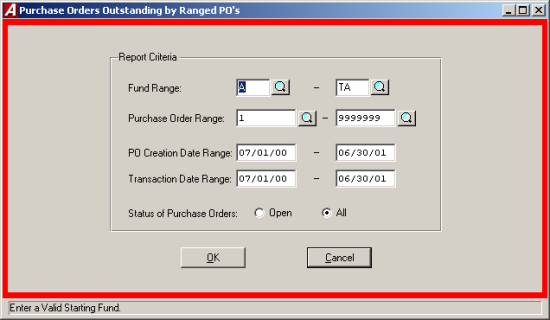 A Purchase Orders Outstanding by Ranged PO's
Report Criteria
Fund Range: A - TA
Purchase Order Range: 1 - 9999999
PO Creation Date Range: 07/01/00 - 06/30/01
Transaction Date Range: 07/01/00 - 06/30/01
Status of Purchase Orders: Open All
OK Cancel
Enter a Valid Starting Fund.